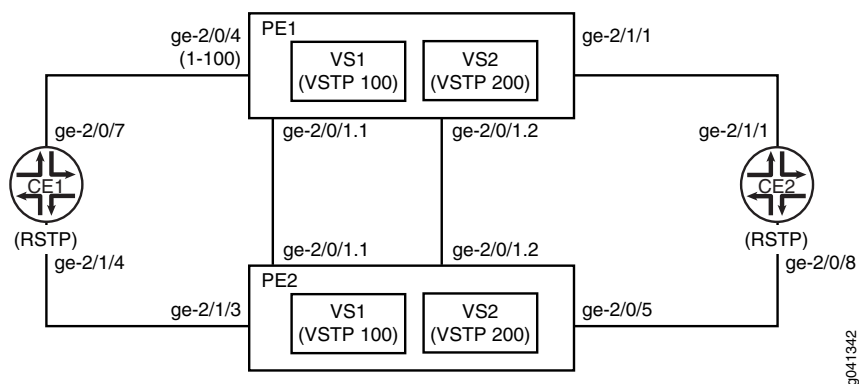 PE1
ge-2/0/4
(1-100)
VS1
(VSTP 100)
VS2
(VSTP 200)
ge-2/1/1
ge-2/0/7
ge-2/0/1.1
ge-2/0/1.2
ge-2/1/1
CE1
CE2
(RSTP)
(RSTP)
ge-2/1/4
ge-2/0/1.1
ge-2/0/1.2
ge-2/0/8
PE2
ge-2/1/3
VS1
(VSTP 100)
VS2
(VSTP 200)
ge-2/0/5
g041342